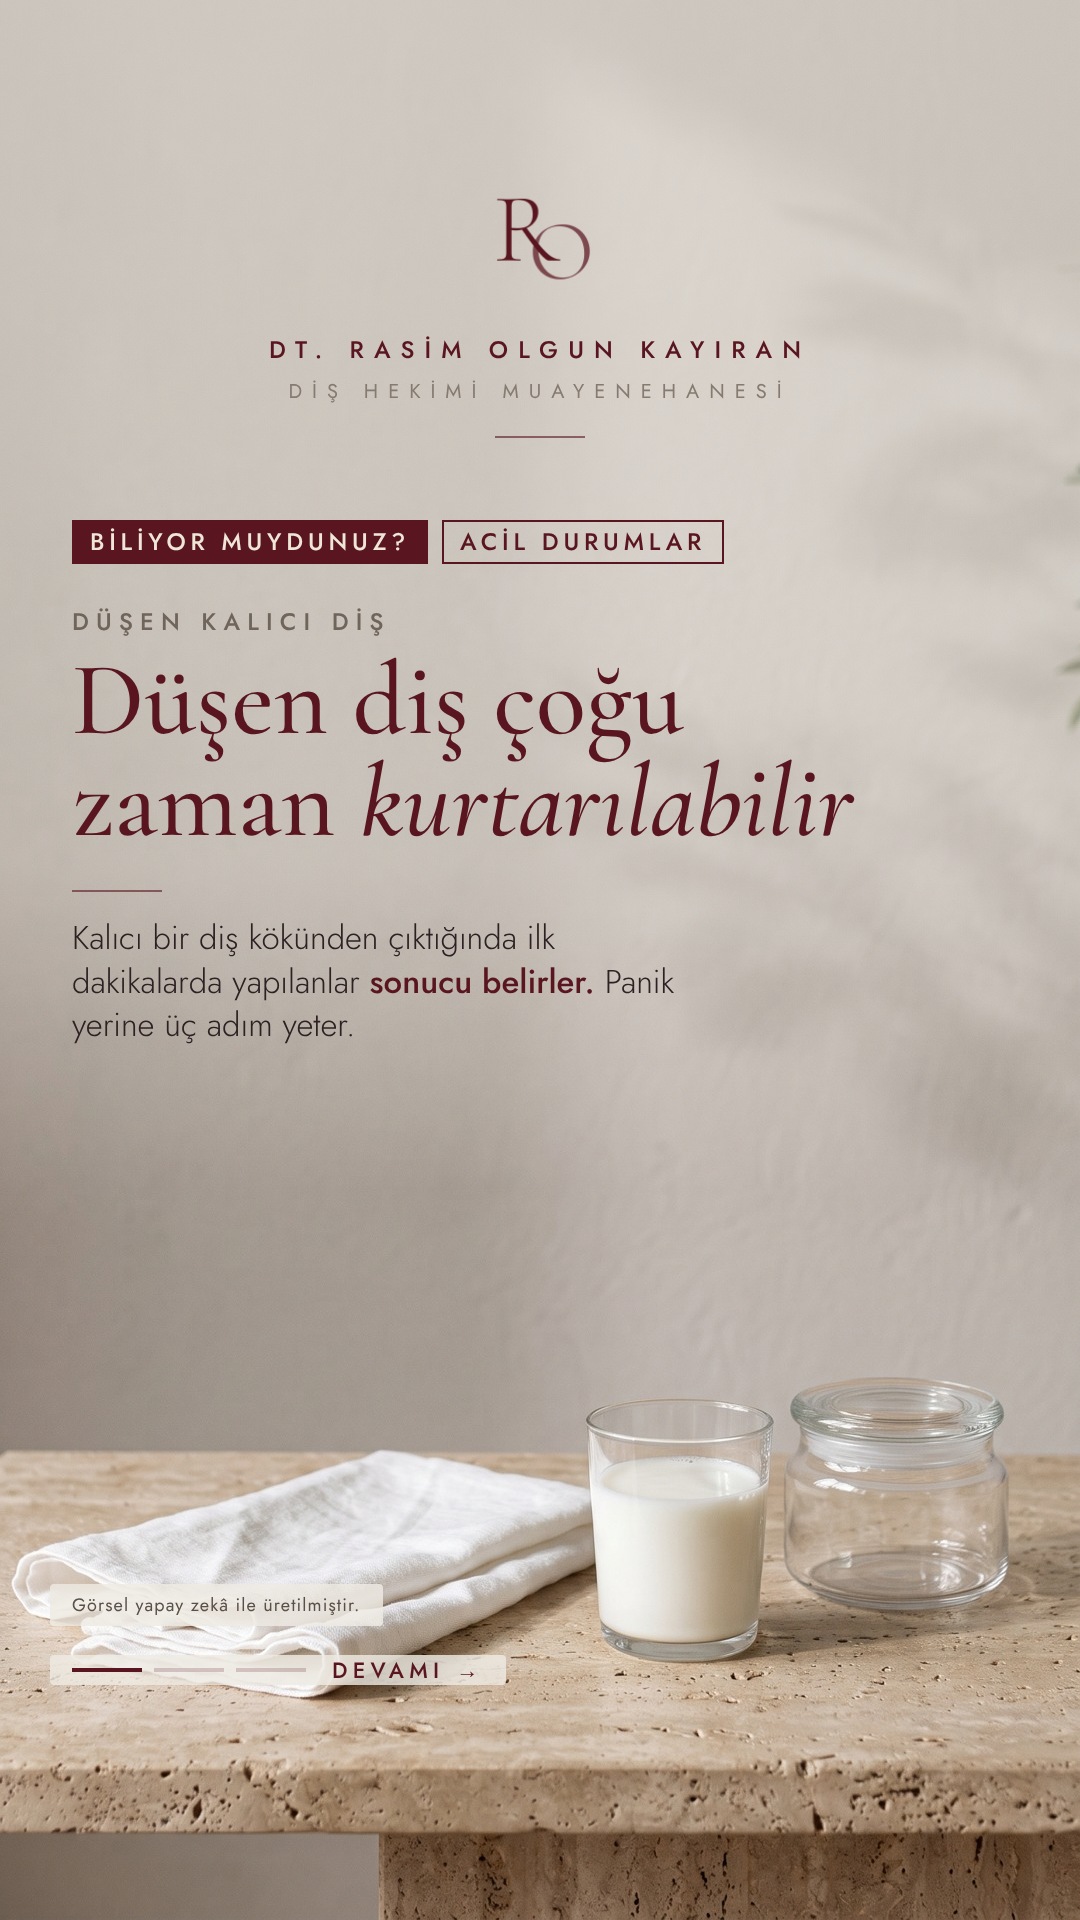 RO
DT. RASİM OLGUN KAYIRAN
DİŞ HEKİMİ MUAYENEHANESİ
BİLİYOR MUYDUNUZ? ACİL DURUMLAR
DÜŞEN KALICI DİŞ
Düşen diş çoğu
zaman kurtarılabilir
Kalıcı bir diş kökünden çıktığında ilk
dakikalarda yapılanlar sonucu belirler. Panik
yerine üç adım yeter.
Görsel yapay zekâ ile üretilmiştir.
DEVAMI →